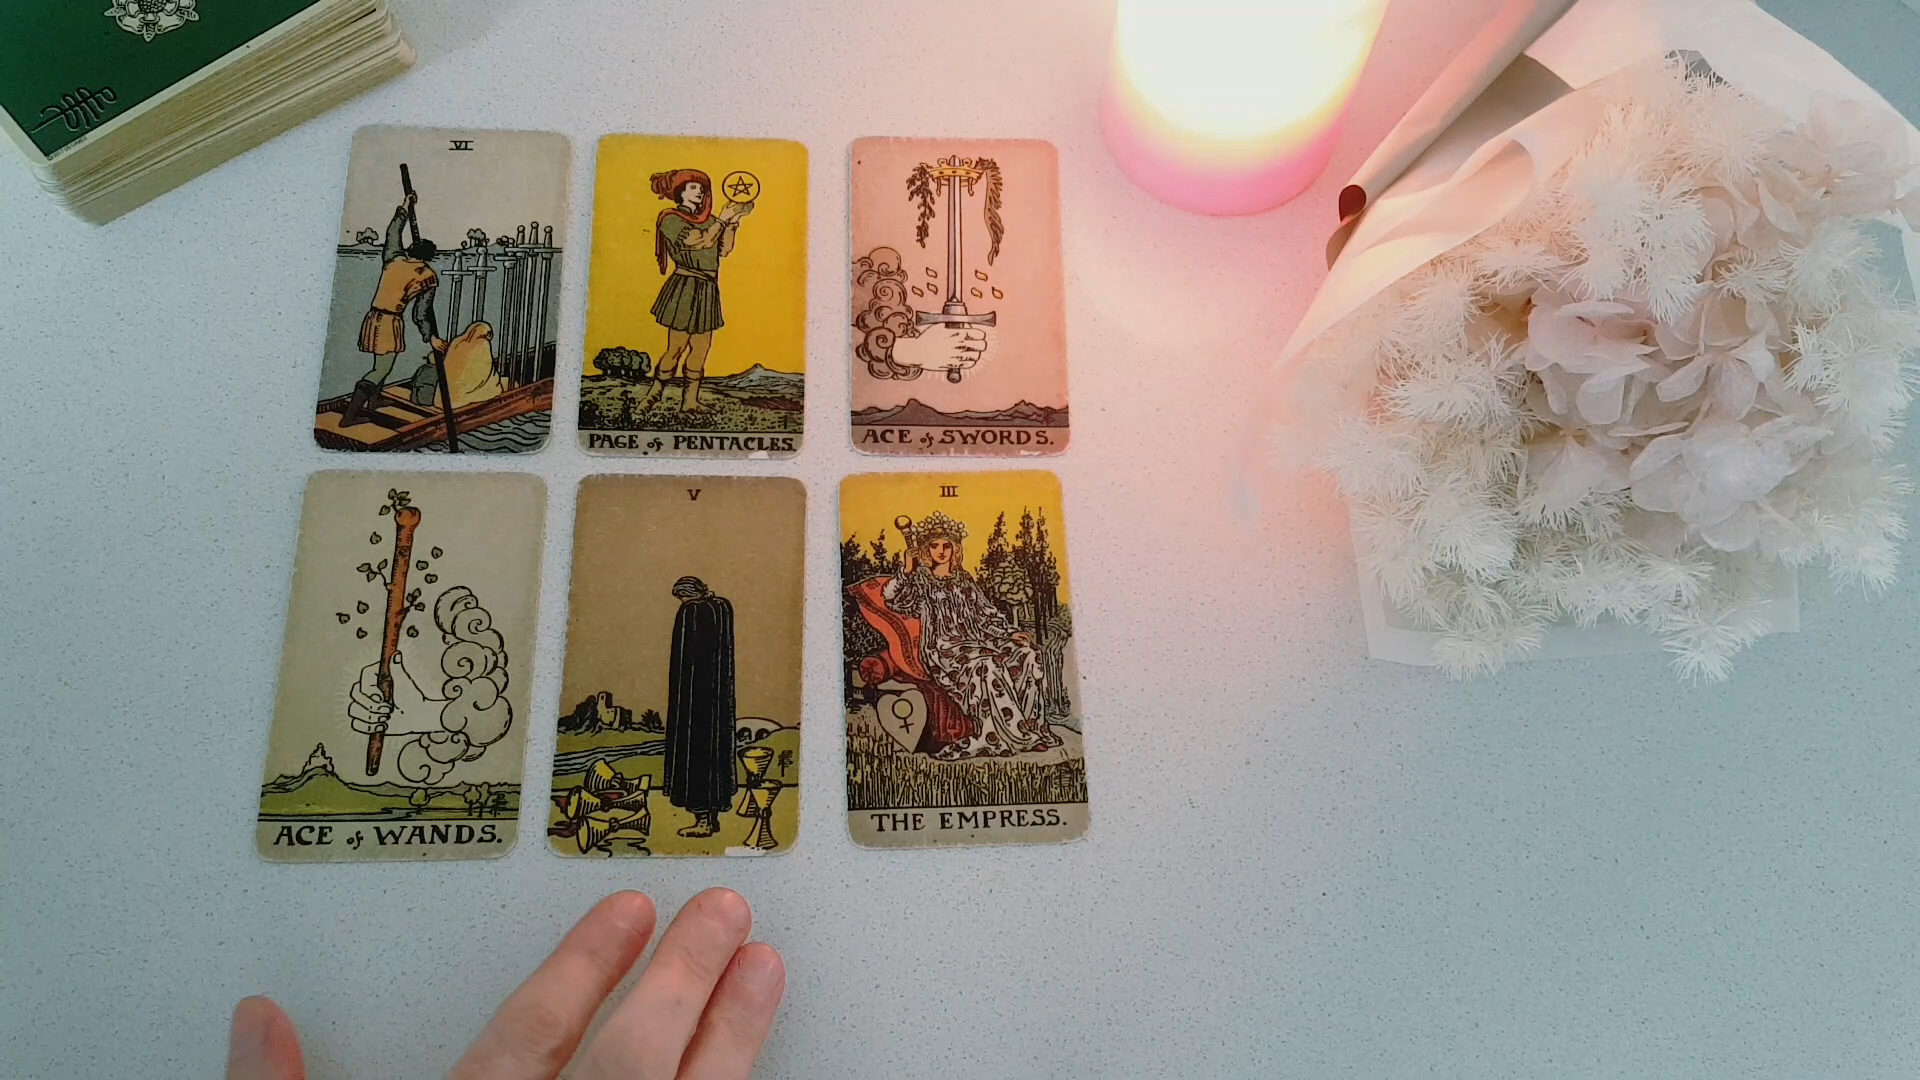 VI
PAGE of PENTACLES.
ACE of SWORDS.
ACE of WANDS.
V
III
THE EMPRESS.